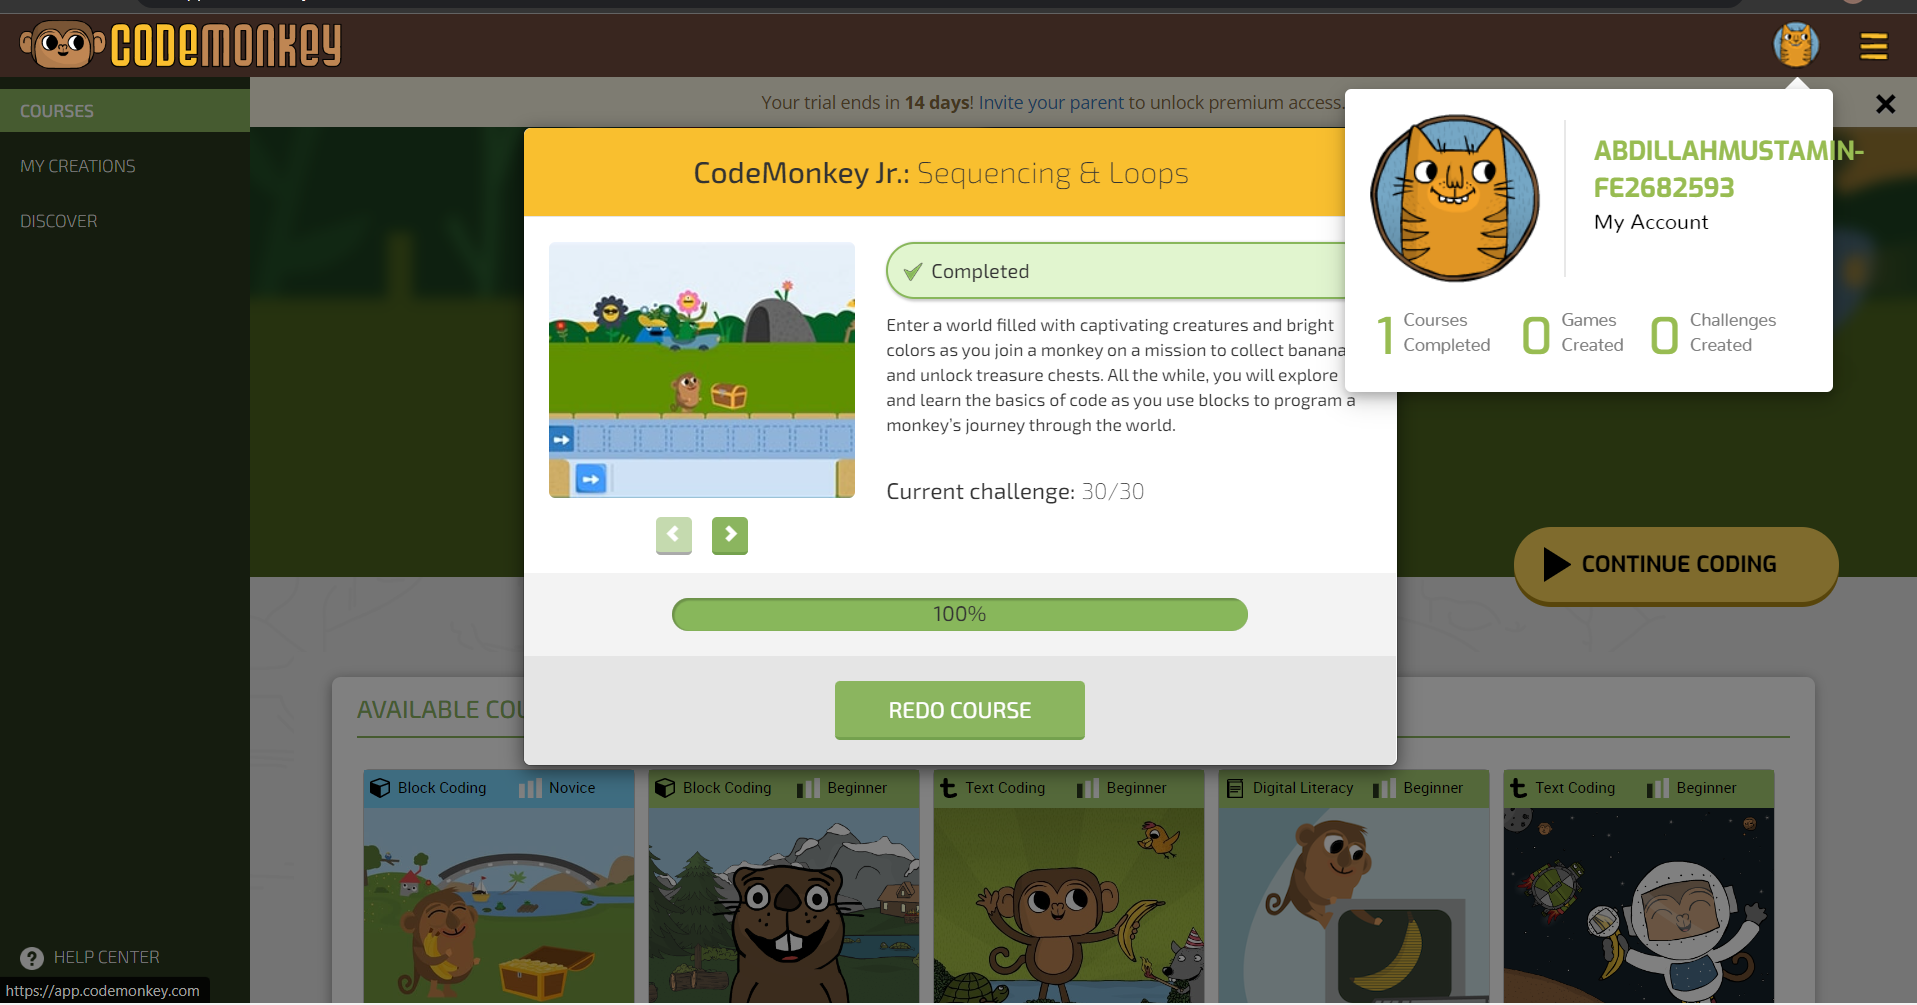 CODEMONKEY
COURSES
MY CREATIONS
DISCOVER
HELP CENTER
https://app.codemonkey.com
Your trial ends in 14 days! Invite your parent to unlock premium access.
CodeMonkey Jr.: Sequencing & Loops
Completed
Enter a world filled with captivating creatures and bright
colors as you join a monkey on a mission to collect banana
and unlock treasure chests. All the while, you will explore
and learn the basics of code as you use blocks to program a
monkey's journey through the world.
Current challenge: 30/30
100%
REDO COURSE
ABDILLAHMUSTAMIN-
FE2682593
My Account
1 Courses Completed
0 Games Created
0 Challenges Created
CONTINUE CODING
AVAILABLE COU
Block Coding Novice
Block Coding Beginner
Text Coding Beginner
Digital Literacy Beginner
Text Coding Beginner